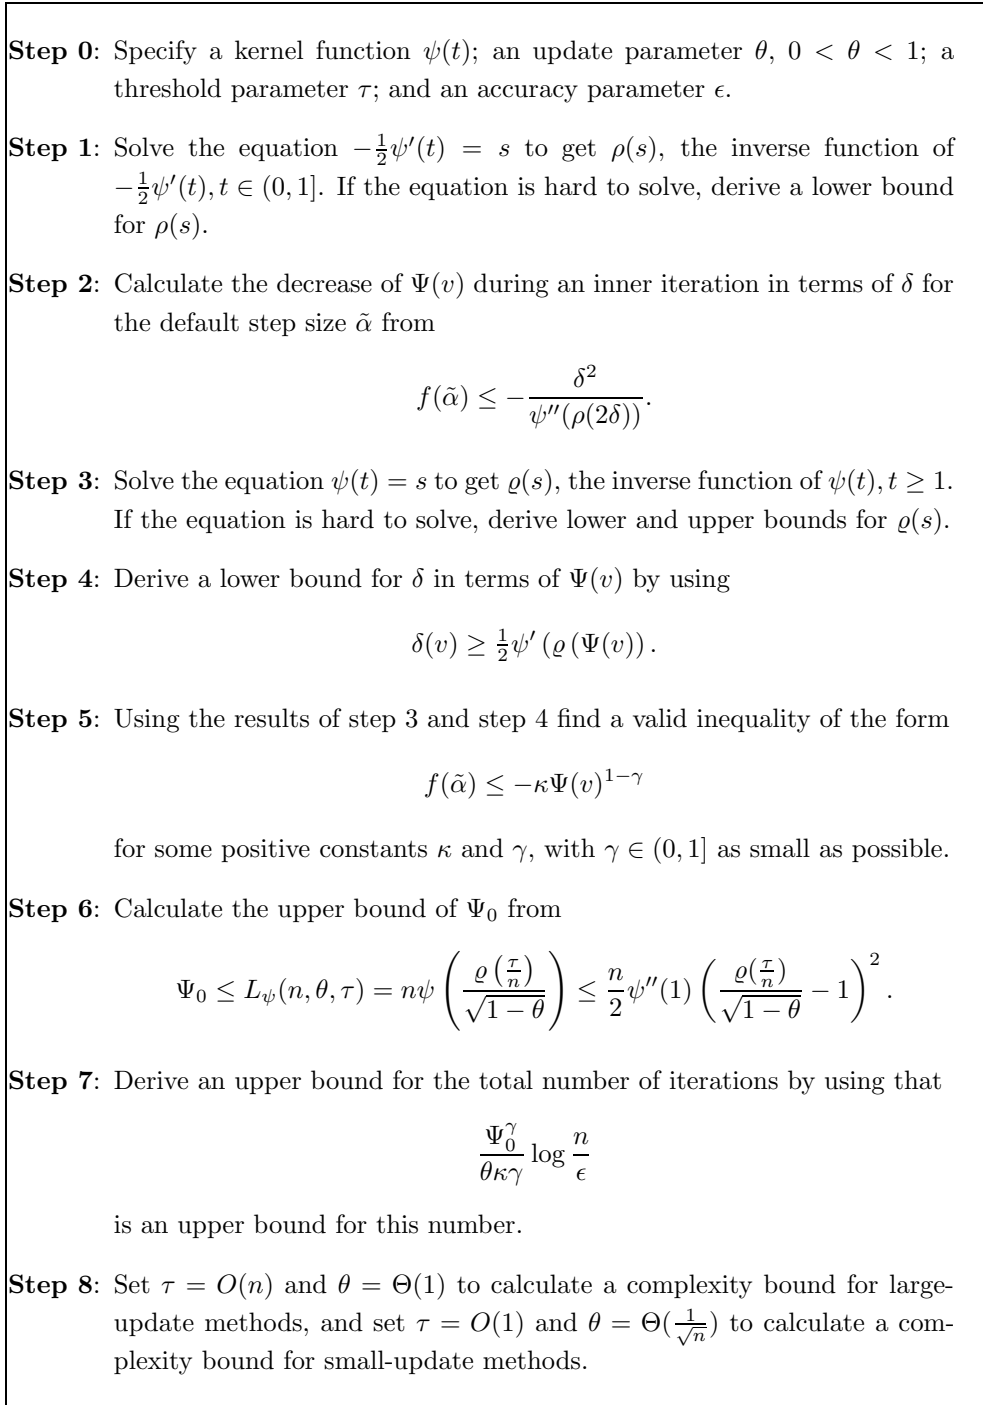 Step 0: Specify a kernel function ψ(t); an update parameter θ, 0 < θ < 1; a
threshold parameter τ; and an accuracy parameter ϵ.
Step 1: Solve the equation −½ψ′(t) = s to get ρ(s), the inverse function of
−½ψ′(t), t ∈ (0, 1]. If the equation is hard to solve, derive a lower bound
for ρ(s).
Step 2: Calculate the decrease of Ψ(v) during an inner iteration in terms of δ for
the default step size α̃ from
f(α̃) ≤ −δ²/ψ″(ρ(2δ)).
Step 3: Solve the equation ψ(t) = s to get ϱ(s), the inverse function of ψ(t), t ≥ 1.
If the equation is hard to solve, derive lower and upper bounds for ϱ(s).
Step 4: Derive a lower bound for δ in terms of Ψ(v) by using
δ(v) ≥ ½ψ′ (ϱ (Ψ(v)) .
Step 5: Using the results of step 3 and step 4 find a valid inequality of the form
f(α̃) ≤ −κΨ(v)^{1−γ}
for some positive constants κ and γ, with γ ∈ (0, 1] as small as possible.
Step 6: Calculate the upper bound of Ψ₀ from
Ψ₀ ≤ L_ψ(n, θ, τ) = nψ (ϱ(τ/n)/√(1 − θ)) ≤ n/2 ψ″(1) (ϱ(τ/n)/√(1 − θ) − 1)².
Step 7: Derive an upper bound for the total number of iterations by using that
Ψ₀^γ/(θκγ) log n/ϵ
is an upper bound for this number.
Step 8: Set τ = O(n) and θ = Θ(1) to calculate a complexity bound for large-
update methods, and set τ = O(1) and θ = Θ(1/√n) to calculate a com-
plexity bound for small-update methods.